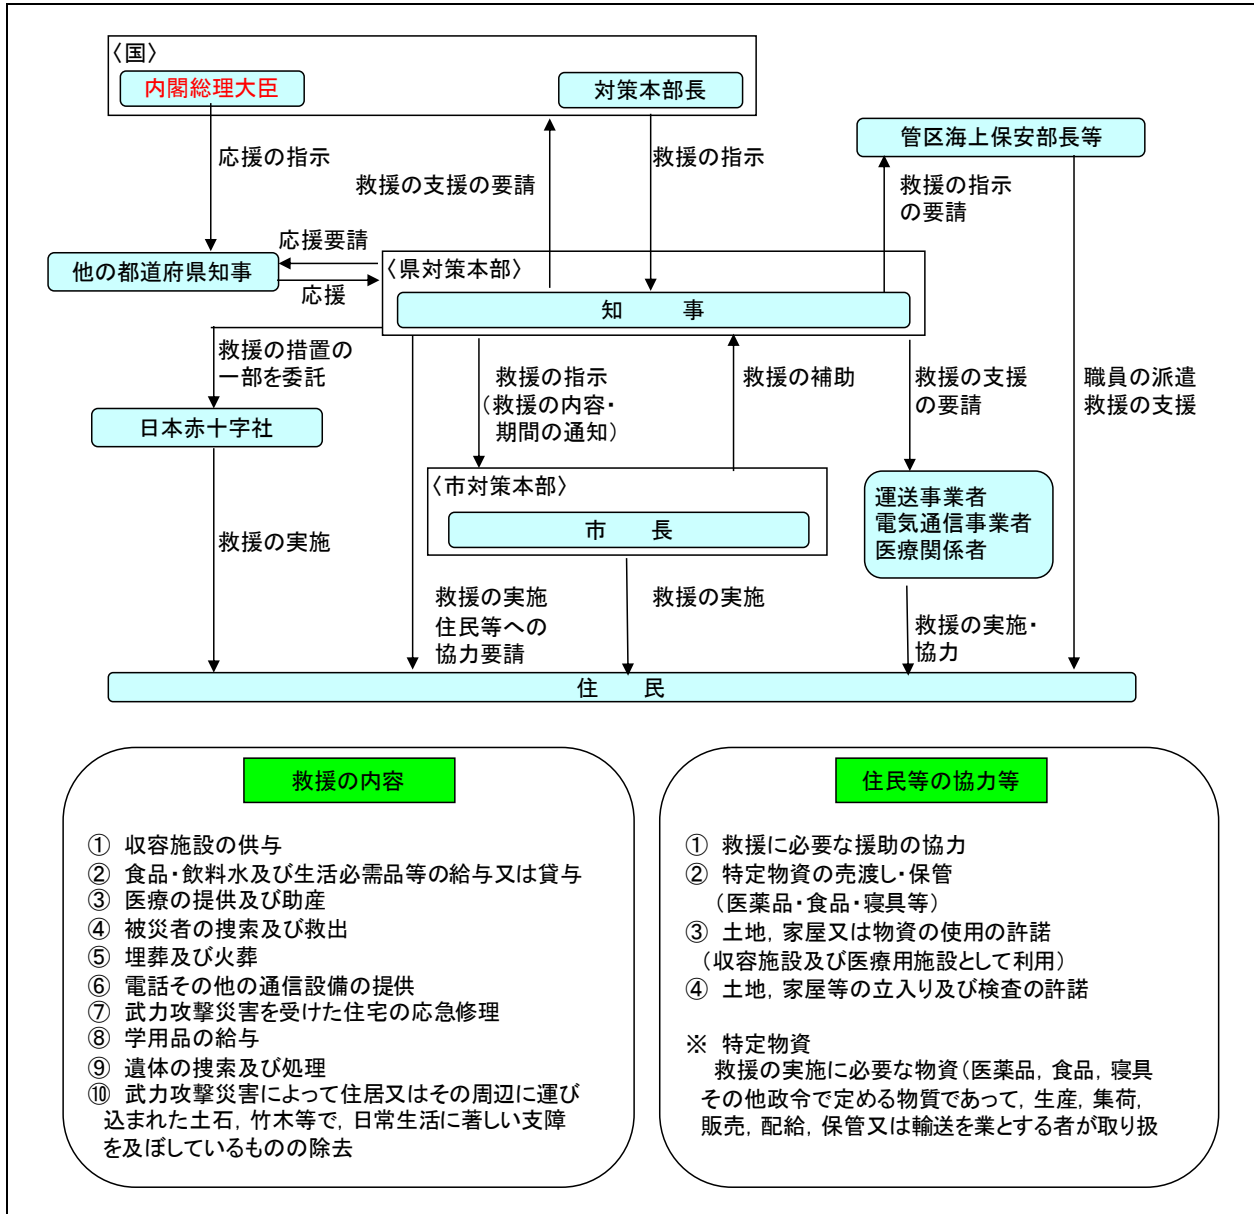 〈国〉
内閣総理大臣
対策本部長
管区海上保安部長等
応援の指示
救援の支援の要請
救援の指示
救援の指示
の要請
応援要請
他の都道府県知事
応援
〈県対策本部〉
知　　事
救援の措置の
一部を委託
救援の指示
（救援の内容・
期間の通知）
救援の補助
救援の支援
の要請
職員の派遣
救援の支援
日本赤十字社
〈市対策本部〉
市　　長
運送事業者
電気通信事業者
医療関係者
救援の実施
救援の実施
住民等への
協力要請
救援の実施
救援の実施・
協力
住　　民
救援の内容
① 収容施設の供与
② 食品・飲料水及び生活必需品等の給与又は貸与
③ 医療の提供及び助産
④ 被災者の捜索及び救出
⑤ 埋葬及び火葬
⑥ 電話その他の通信設備の提供
⑦ 武力攻撃災害を受けた住宅の応急修理
⑧ 学用品の給与
⑨ 遺体の捜索及び処理
⑩ 武力攻撃災害によって住居又はその周辺に運び
込まれた土石，竹木等で，日常生活に著しい支障
を及ぼしているものの除去
住民等の協力等
① 救援に必要な援助の協力
② 特定物資の売渡し・保管
（医薬品・食品・寝具等）
③ 土地，家屋又は物資の使用の許諾
（収容施設及び医療用施設として利用）
④ 土地，家屋等の立入り及び検査の許諾
※ 特定物資
救援の実施に必要な物資（医薬品，食品，寝具
その他政令で定める物質であって，生産，集荷，
販売，配給，保管又は輸送を業とする者が取り扱